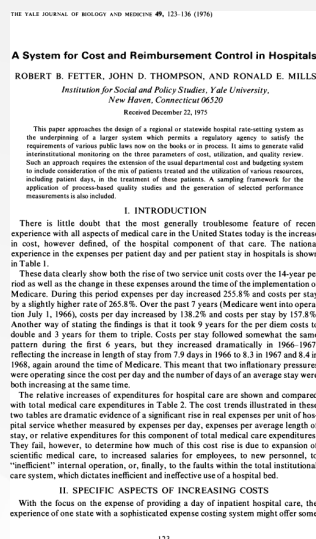 THE YALE JOURNAL OF BIOLOGY AND MEDICINE 49, 123-136 (1976)
A System for Cost and Reimbursement Control in Hospitals
ROBERT B. FETTER, JOHN D. THOMPSON, AND RONALD E. MILLS
Institution for Social and Policy Studies, Yale University,
New Haven, Connecticut 06520
Received December 22, 1975
This paper approaches the design of a regional or statewide hospital rate-setting system as
the underpinning of a larger system which permits a regulatory agency to satisfy the
requirements of various public laws now on the books or in process. It aims to generate valid
interinstitutional monitoring on the three parameters of cost, utilization, and quality review.
Such an approach requires the extension of the usual departmental cost and budgeting system
to include consideration of the mix of patients treated and the utilization of various resources,
including patient days, in the treatment of these patients. A sampling framework for the
application of process-based quality studies and the generation of selected performance
measurements is also included.
I. INTRODUCTION
There is little doubt that the most generally troublesome feature of recen
experience with all aspects of medical care in the United States today is the increase
in cost, however defined, of the hospital component of that care. The nationa
experience in the expenses per patient day and per patient stay in hospitals is shown
in Table 1.
These data clearly show both the rise of two service unit costs over the 14-year pe
riod as well as the change in these expenses around the time of the implementation o
Medicare. During this period expenses per day increased 255.8% and costs per stay
by a slightly higher rate of 265.8%. Over the past 7 years (Medicare went into opera
tion July 1, 1966), costs per day increased by 138.2% and costs per stay by 157.8%
Another way of stating the findings is that it took 9 years for the per diem costs to
double and 3 years for them to triple. Costs per stay followed somewhat the same
pattern during the first 6 years, but they increased dramatically in 1966-1967
reflecting the increase in length of stay from 7.9 days in 1966 to 8.3 in 1967 and 8.4 in
1968, again around the time of Medicare. This meant that two inflationary pressures
were operating since the cost per day and the number of days of an average stay were
both increasing at the same time.
The relative increases of expenditures for hospital care are shown and compared
with total medical care expenditures in Table 2. The cost trends illustrated in these
two tables are dramatic evidence of a significant rise in real expenses per unit of hos
pital service whether measured by expenses per day, expenses per average length o
stay, or relative expenditures for this component of total medical care expenditures
They fail, however, to determine how much of this cost rise is due to expansion o
scientific medical care, to increased salaries for employees, to new personnel, to
"inefficient" internal operation, or, finally, to the faults within the total institutional
care system, which dictates inefficient and ineffective use of a hospital bed.
II. SPECIFIC ASPECTS OF INCREASING COSTS
With the focus on the expense of providing a day of inpatient hospital care, the
experience of one state with a sophisticated expense costing system might offer some
123